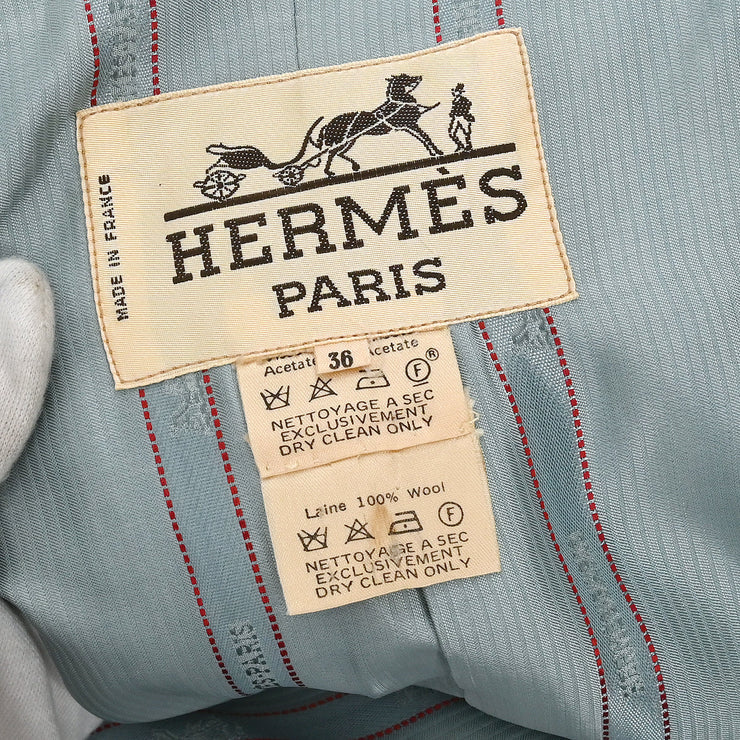 MADE IN FRANCE
HERMÈS
PARIS
36
Acetate Acetate
F ®
NETTOYAGE A SEC
EXCLUSIVEMENT
DRY CLEAN ONLY
Laine 100% Wool
F
NETTOYAGE A SEC
EXCLUSIVEMENT
DRY CLEAN ONLY